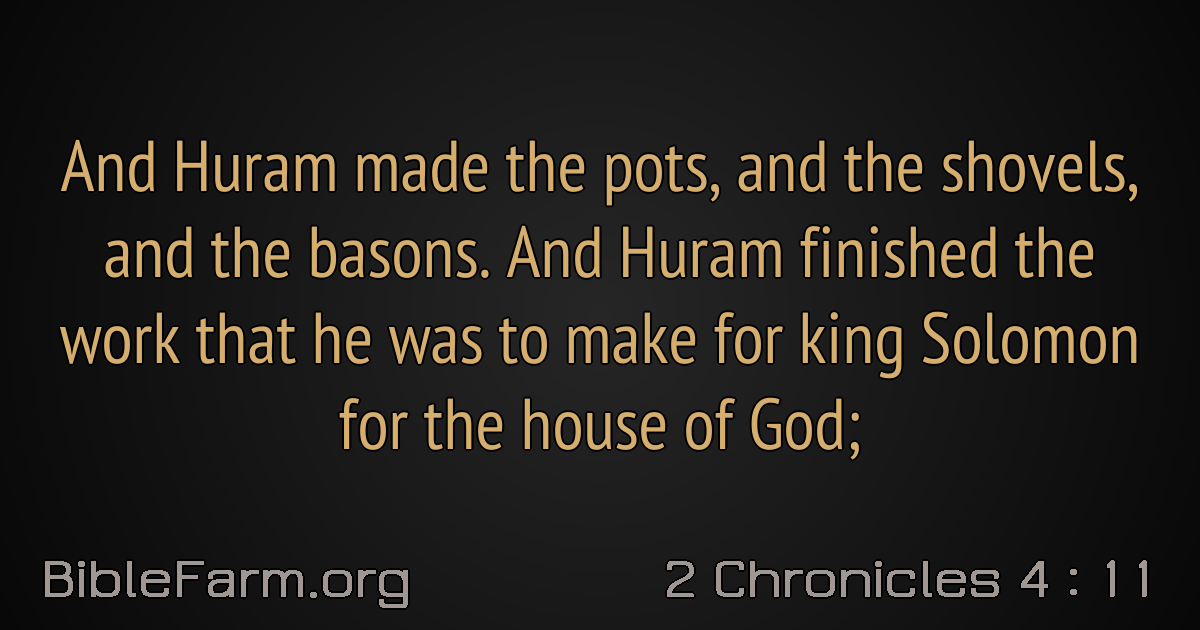 And Huram made the pots, and the shovels,
and the basons. And Huram finished the
work that he was to make for king Solomon
for the house of God;
BibleFarm.org
2 Chronicles 4 : 11